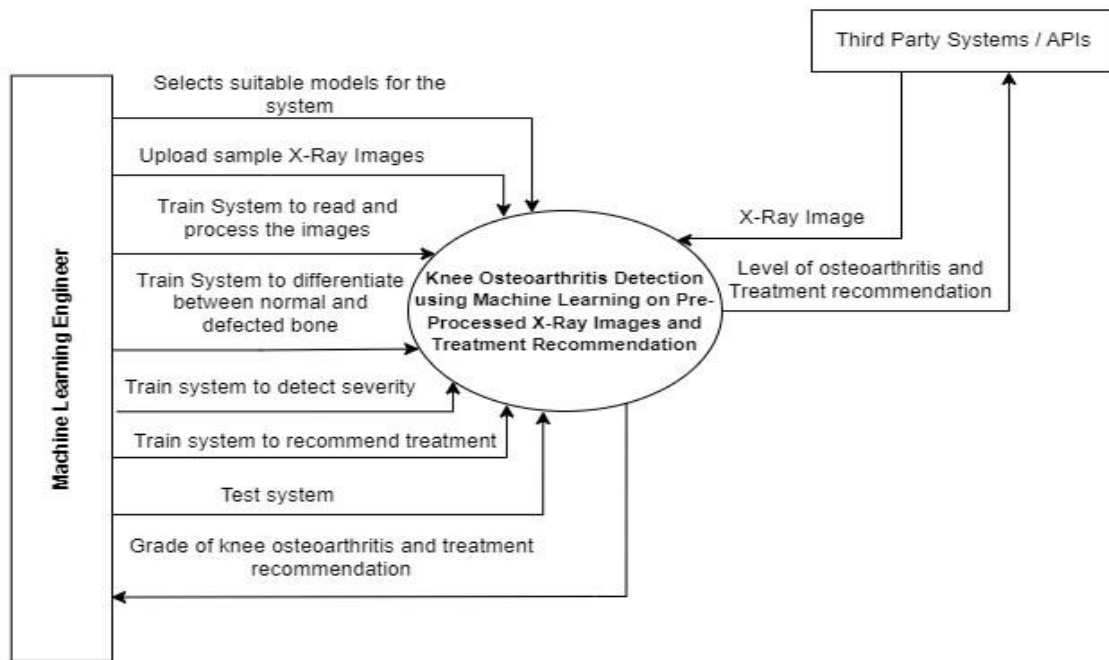 Third Party Systems / APIs
Machine Learning Engineer
Selects suitable models for the
system
Upload sample X-Ray Images
Train System to read and
process the images
Train System to differentiate
between normal and
defected bone
Train system to detect severity
Train system to recommend treatment
Test system
Grade of knee osteoarthritis and treatment
recommendation
Knee Osteoarthritis Detection
using Machine Learning on Pre-
Processed X-Ray Images and
Treatment Recommendation
X-Ray Image
Level of osteoarthritis and
Treatment recommendation